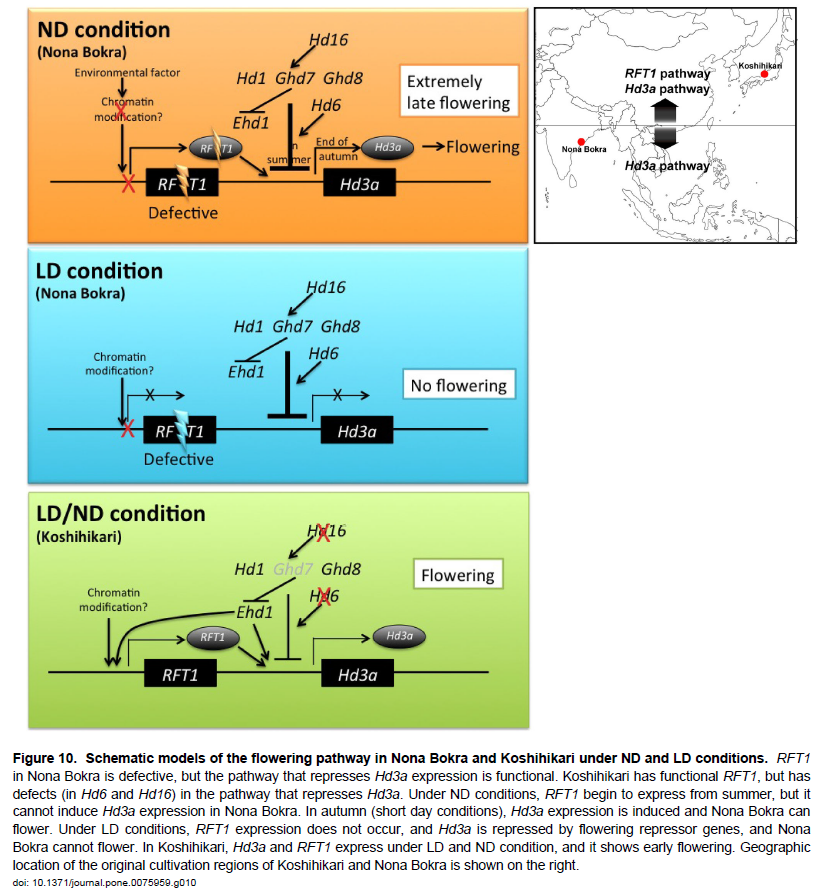 ND condition
(Nona Bokra)
Environmental factor
Chromatin
modification?
Hd16
Hd1 Ghd7 Ghd8
Hd6
Ehd1
Extremely
late flowering
RFT1
in
summer
End of
autumn
Hd3a
Flowering
X
RFT1
Hd3a
Defective
RFT1 pathway
Hd3a pathway
Koshihikari
Nona Bokra
Hd3a pathway
LD condition
(Nona Bokra)
Hd16
Hd1 Ghd7 Ghd8
Hd6
Ehd1
Chromatin
modification?
No flowering
X
X
X
RFT1
Hd3a
Defective
LD/ND condition
(Koshihikari)
Hd16
Hd1 Ghd7 Ghd8
Hd6
Ehd1
Flowering
Chromatin
modification?
RFT1
Hd3a
RFT1
Hd3a
Figure 10. Schematic models of the flowering pathway in Nona Bokra and Koshihikari under ND and LD conditions. RFT1
in Nona Bokra is defective, but the pathway that represses Hd3a expression is functional. Koshihikari has functional RFT1, but has
defects (in Hd6 and Hd16) in the pathway that represses Hd3a. Under ND conditions, RFT1 begin to express from summer, but it
cannot induce Hd3a expression in Nona Bokra. In autumn (short day conditions), Hd3a expression is induced and Nona Bokra can
flower. Under LD conditions, RFT1 expression does not occur, and Hd3a is repressed by flowering repressor genes, and Nona
Bokra cannot flower. In Koshihikari, Hd3a and RFT1 express under LD and ND condition, and it shows early flowering. Geographic
location of the original cultivation regions of Koshihikari and Nona Bokra is shown on the right.
doi: 10.1371/journal.pone.0075959.g010